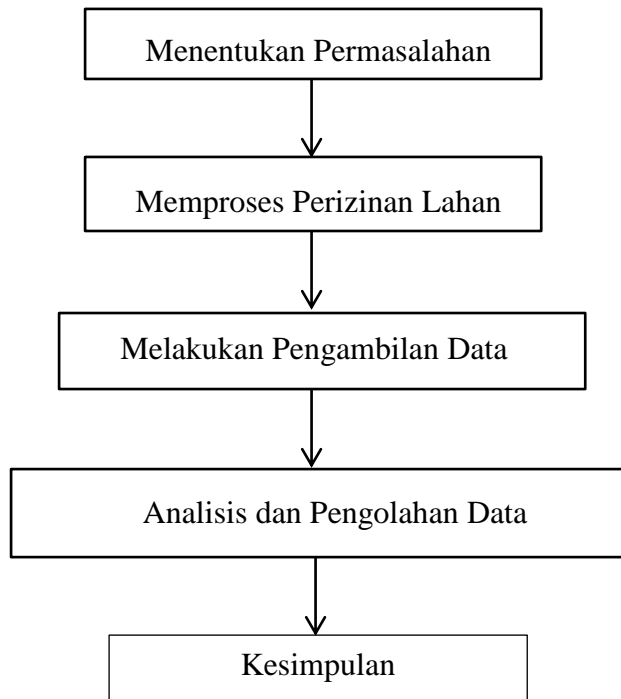 Menentukan Permasalahan
Memproses Perizinan Lahan
Melakukan Pengambilan Data
Analisis dan Pengolahan Data
Kesimpulan